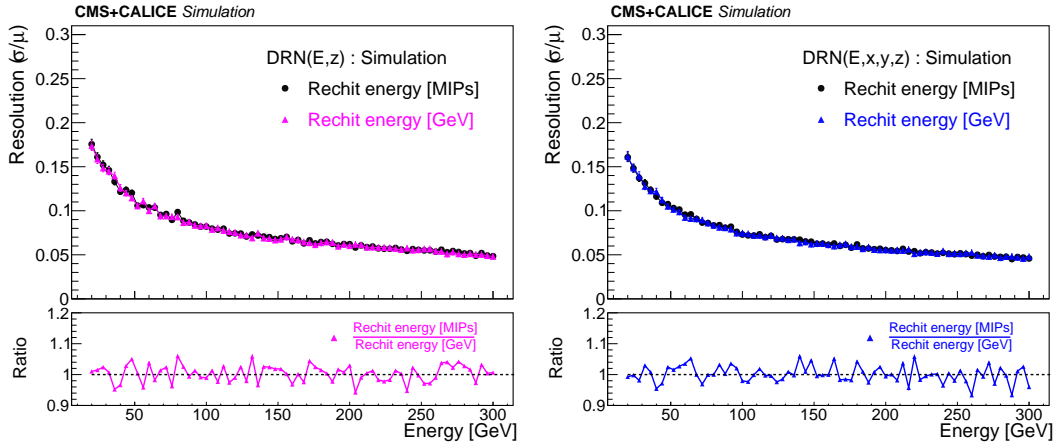 CMS+CALICE Simulation
Resolution (σ/μ)
0.3
0.25
0.2
0.15
0.1
0.05
0
DRN(E,z) : Simulation
Rechit energy [MIPs]
Rechit energy [GeV]
1.2
1.1
1
0.9
Ratio
Rechit energy [MIPs]
Rechit energy [GeV]
50 100 150 200 250 300
Energy [GeV]
CMS+CALICE Simulation
Resolution (σ/μ)
0.3
0.25
0.2
0.15
0.1
0.05
0
DRN(E,x,y,z) : Simulation
Rechit energy [MIPs]
Rechit energy [GeV]
1.2
1.1
1
0.9
Ratio
Rechit energy [MIPs]
Rechit energy [GeV]
50 100 150 200 250 300
Energy [GeV]